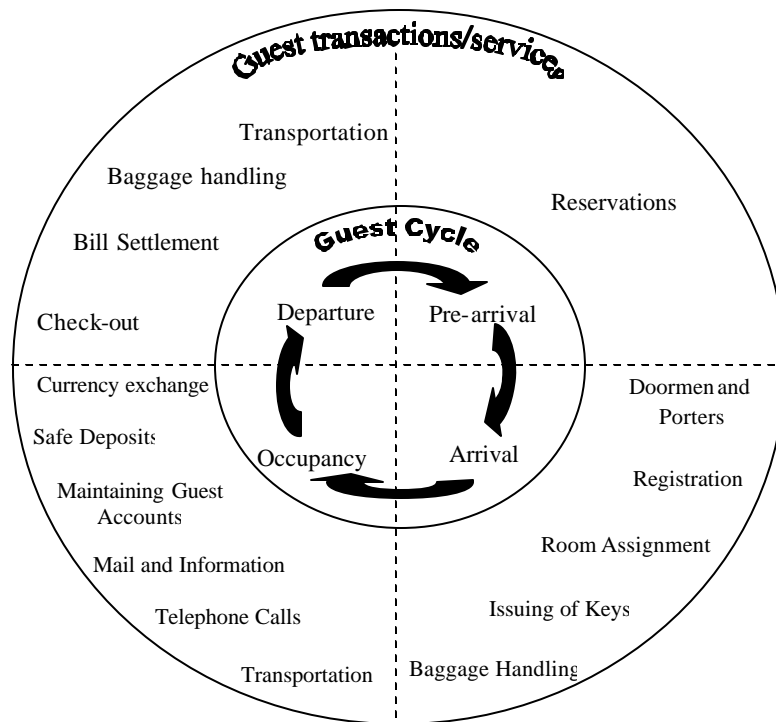 Guest transactions/services
Transportation
Baggage handling
Reservations
Bill Settlement
Guest Cycle
Departure
Pre-arrival
Check-out
Currency exchange
Doormen and
Porters
Safe Deposits
Occupancy
Arrival
Registration
Maintaining Guest
Accounts
Room Assignment
Mail and Information
Issuing of Keys
Telephone Calls
Transportation
Baggage Handling